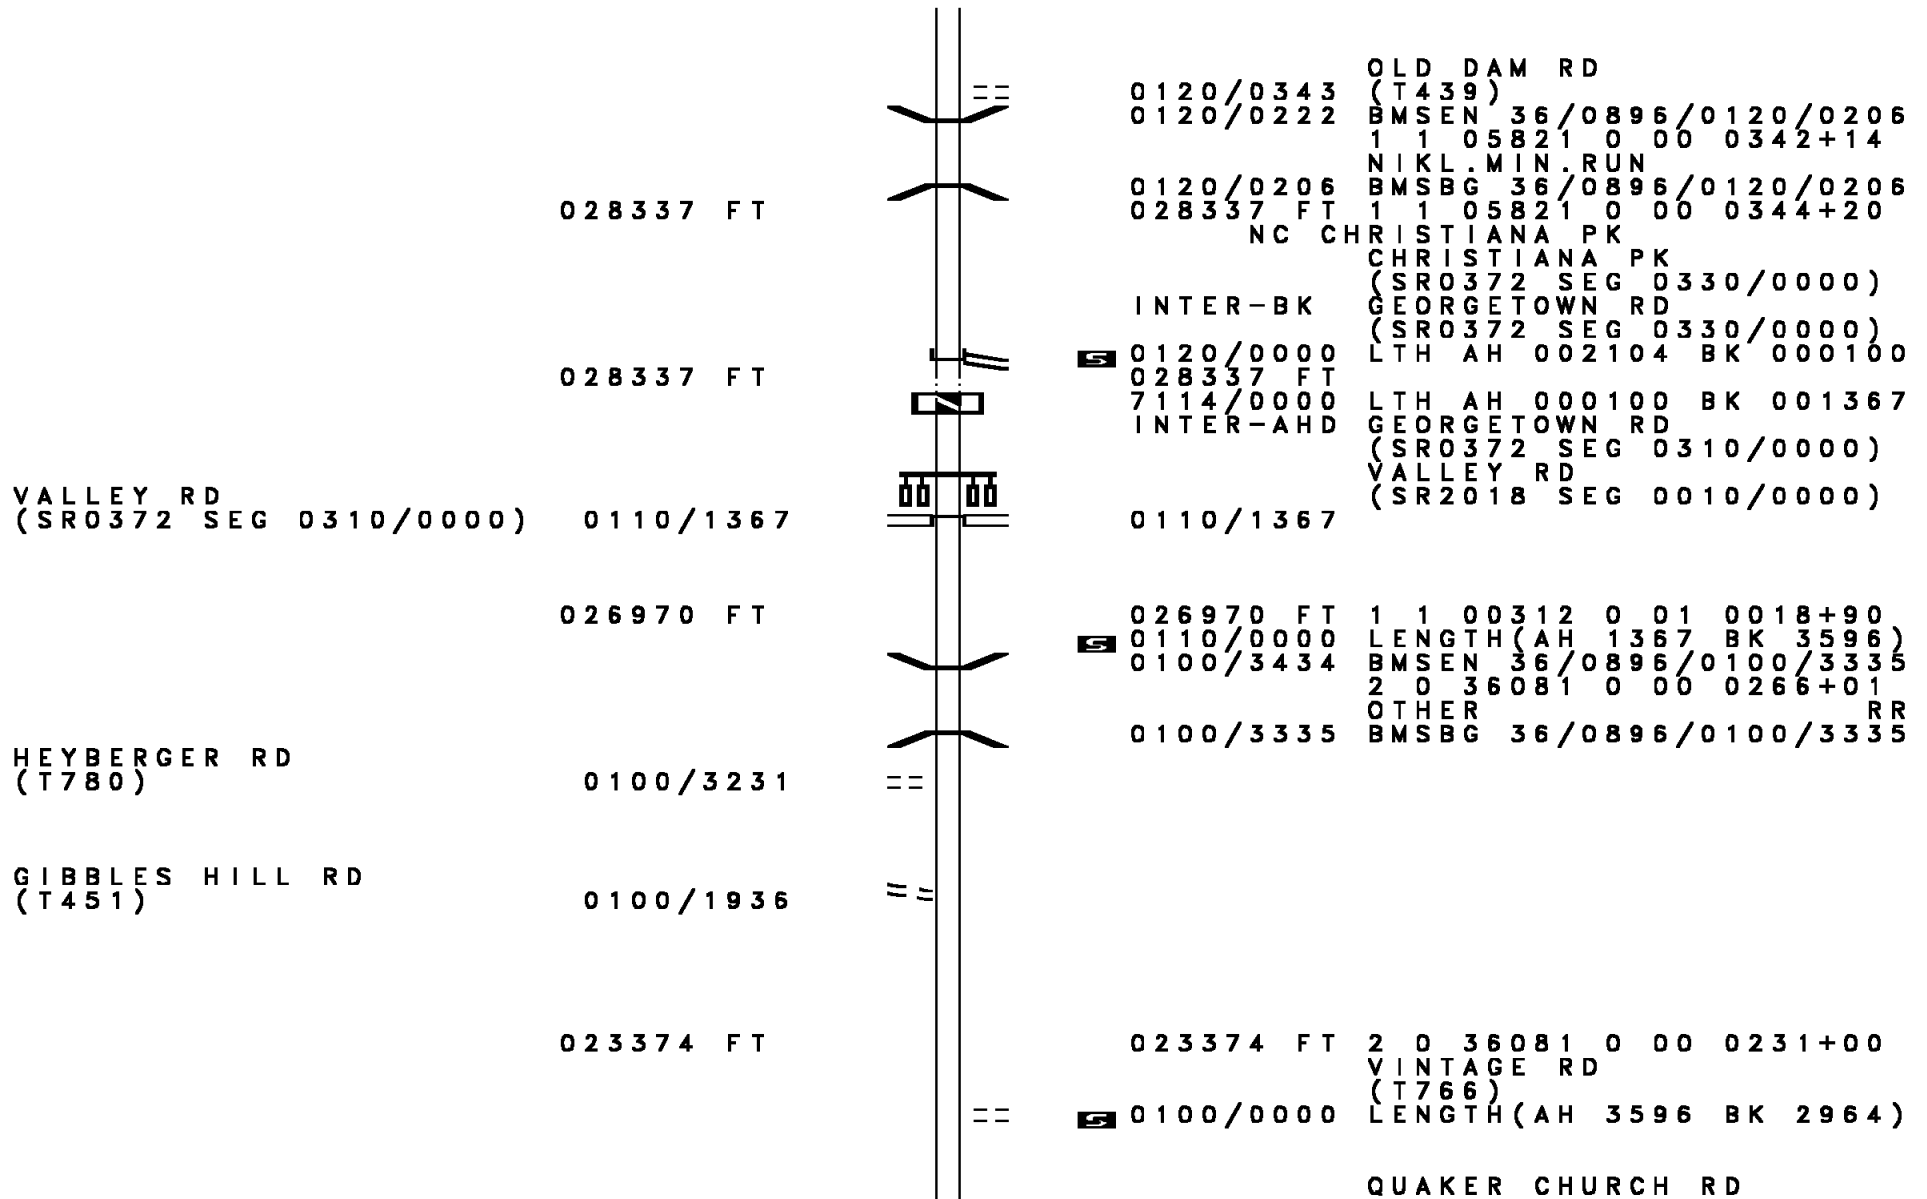 OLD DAM RD
0120/0343 (T439)
0120/0222 BMSEN 36/0896/0120/0206
1 1 05821 0 00 0342+14
NIKL.MIN.RUN
0120/0206 BMSBG 36/0896/0120/0206
028337 FT 028337 FT 1 1 05821 0 00 0344+20
NC CHRISTIANA PK
CHRISTIANA PK
(SR0372 SEG 0330/0000)
INTER-BK GEORGETOWN RD
(SR0372 SEG 0330/0000)
S 0120/0000 LTH AH 002104 BK 000100
028337 FT 028337 FT
7114/0000 LTH AH 000100 BK 001367
INTER-AHD GEORGETOWN RD
(SR0372 SEG 0310/0000)
VALLEY RD
VALLEY RD (SR2018 SEG 0010/0000)
(SR0372 SEG 0310/0000) 0110/1367 0110/1367
026970 FT 026970 FT 1 1 00312 0 01 0018+90
S 0110/0000 LENGTH(AH 1367 BK 3596)
0100/3434 BMSEN 36/0896/0100/3335
2 0 36081 0 00 0266+01
OTHER RR
0100/3335 BMSBG 36/0896/0100/3335
HEYBERGER RD
(T780) 0100/3231
GIBBLES HILL RD
(T451) 0100/1936
023374 FT 023374 FT 2 0 36081 0 00 0231+00
VINTAGE RD
(T766)
S 0100/0000 LENGTH(AH 3596 BK 2964)
QUAKER CHURCH RD